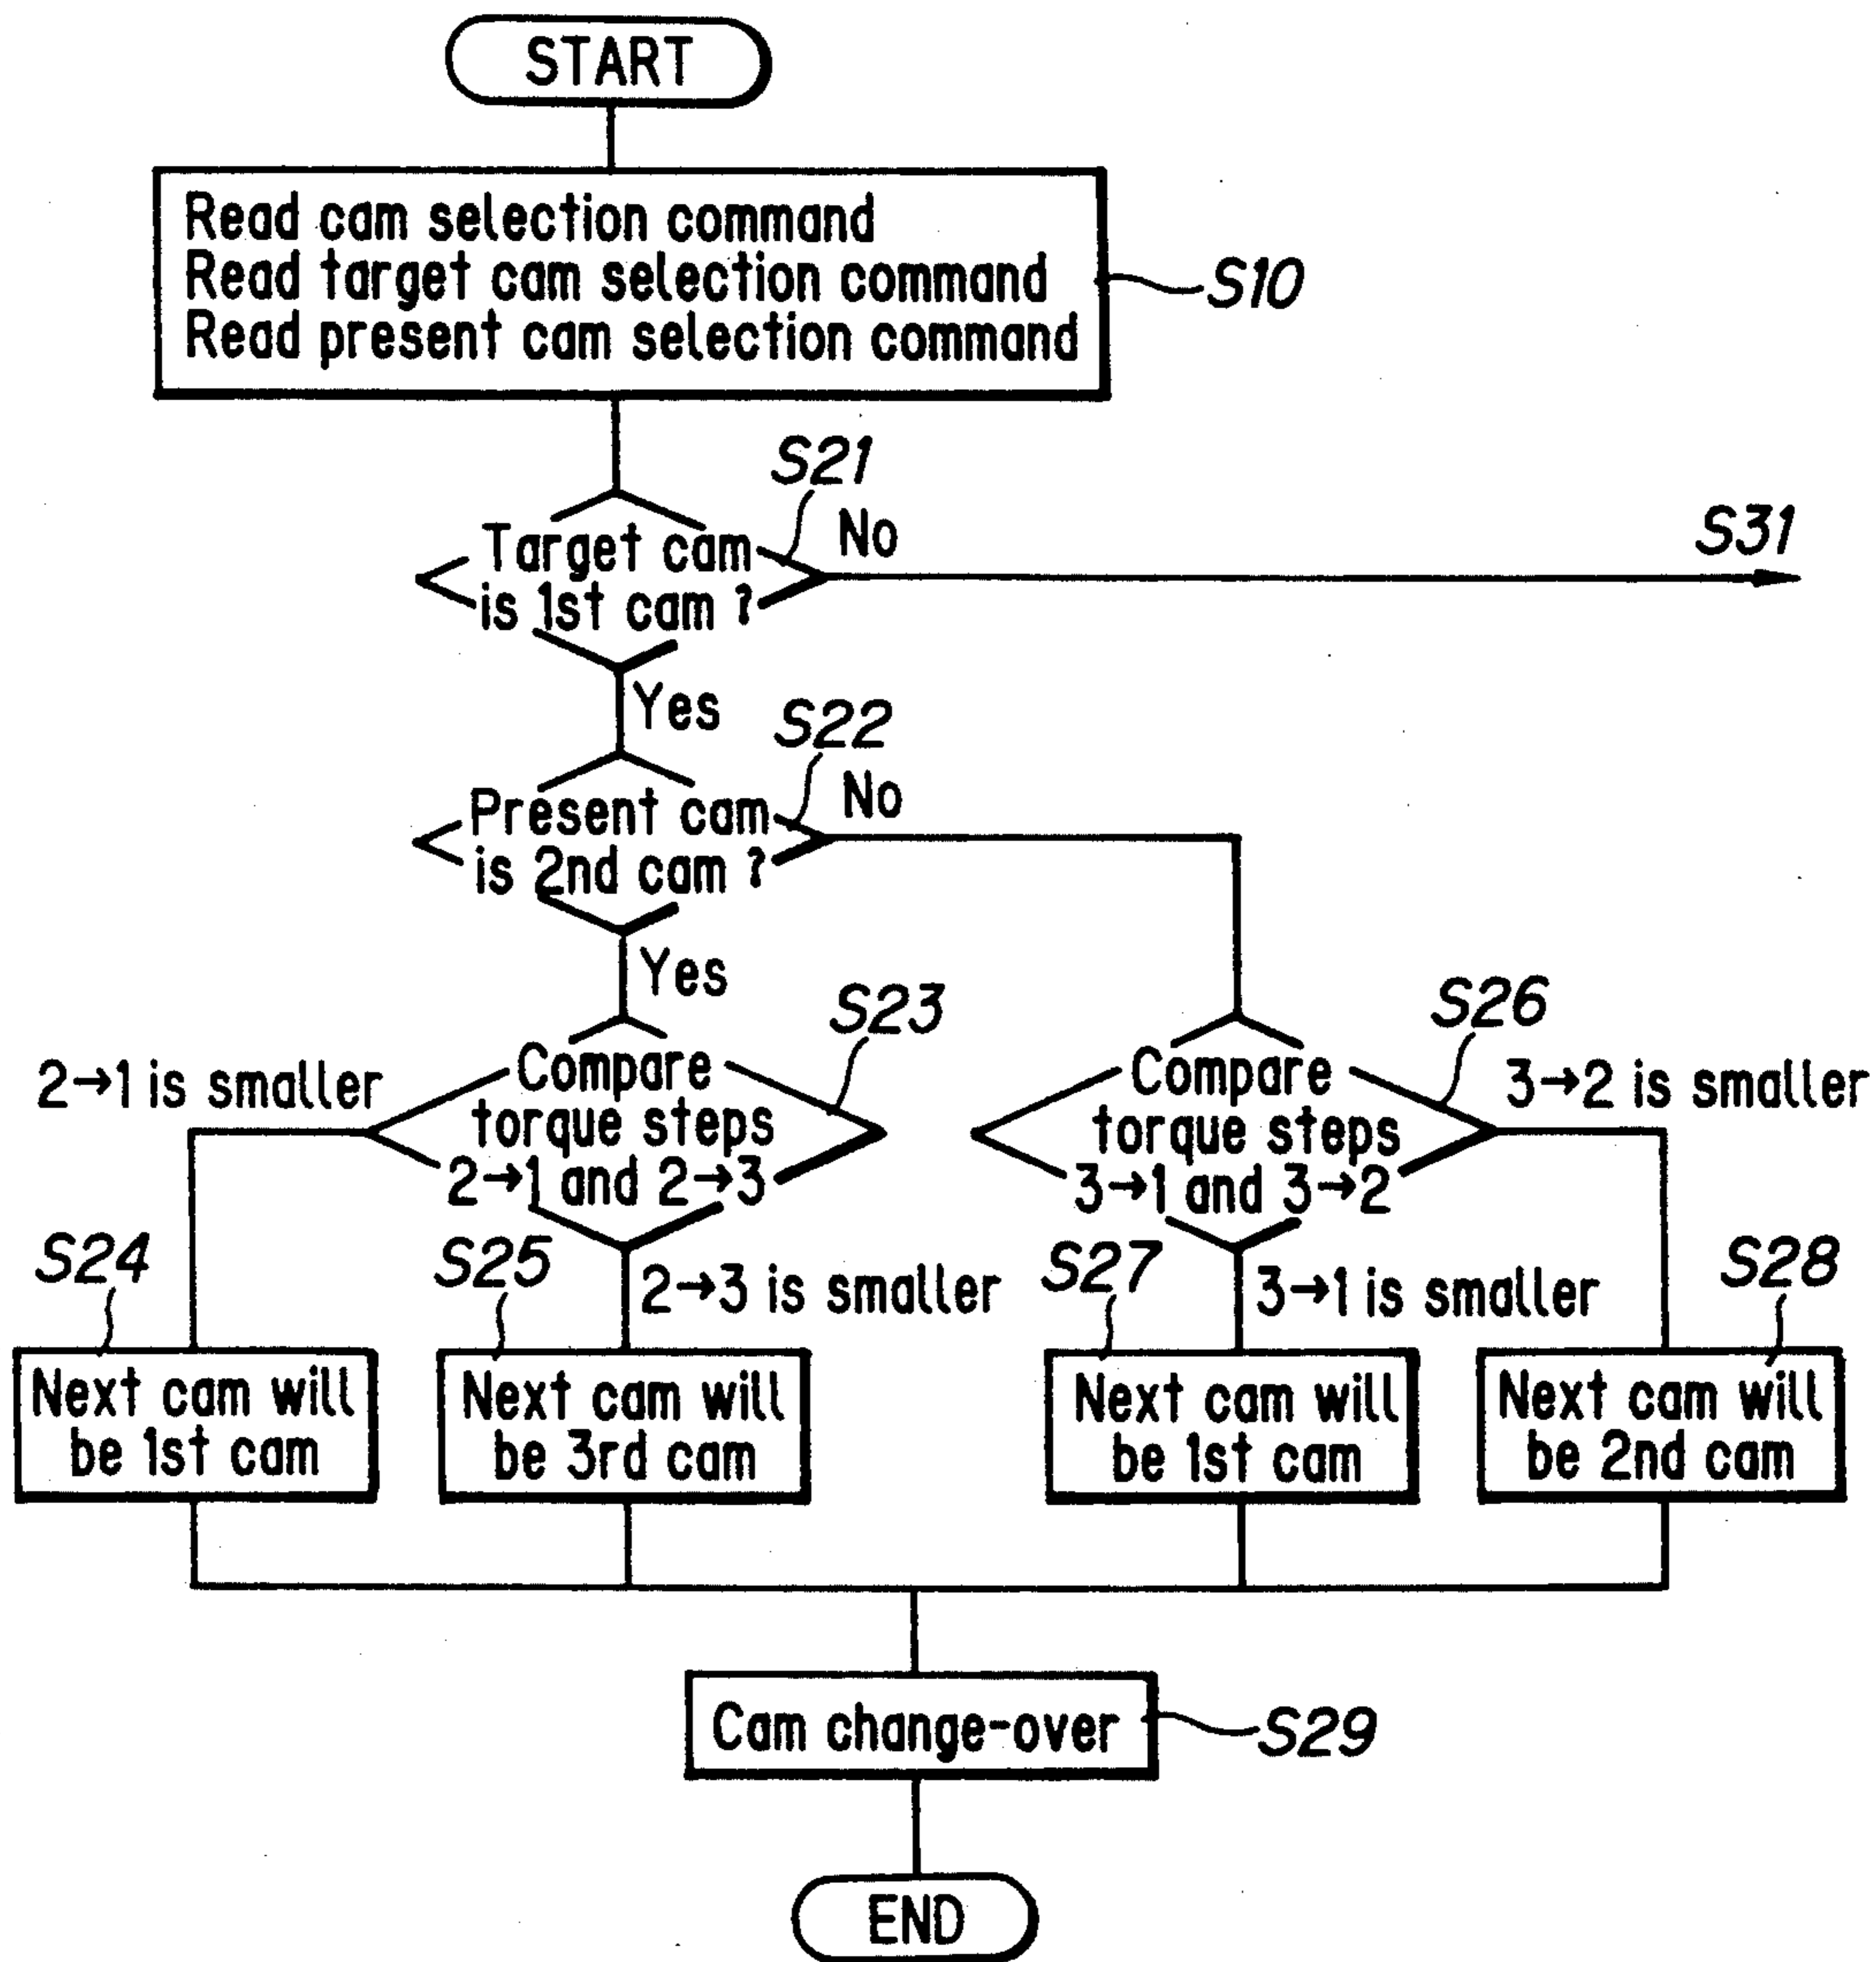 START
Read cam selection command
Read target cam selection command
Read present cam selection command
S10
S21
Target cam
is 1st cam ?
No
S31
Yes
S22
Present cam
is 2nd cam ?
No
Yes
S23
2→1 is smaller
Compare
torque steps
2→1 and 2→3
S26
Compare
torque steps
3→1 and 3→2
3→2 is smaller
S24
S25
2→3 is smaller
S27
3→1 is smaller
S28
Next cam will
be 1st cam
Next cam will
be 3rd cam
Next cam will
be 1st cam
Next cam will
be 2nd cam
Cam change-over
S29
END